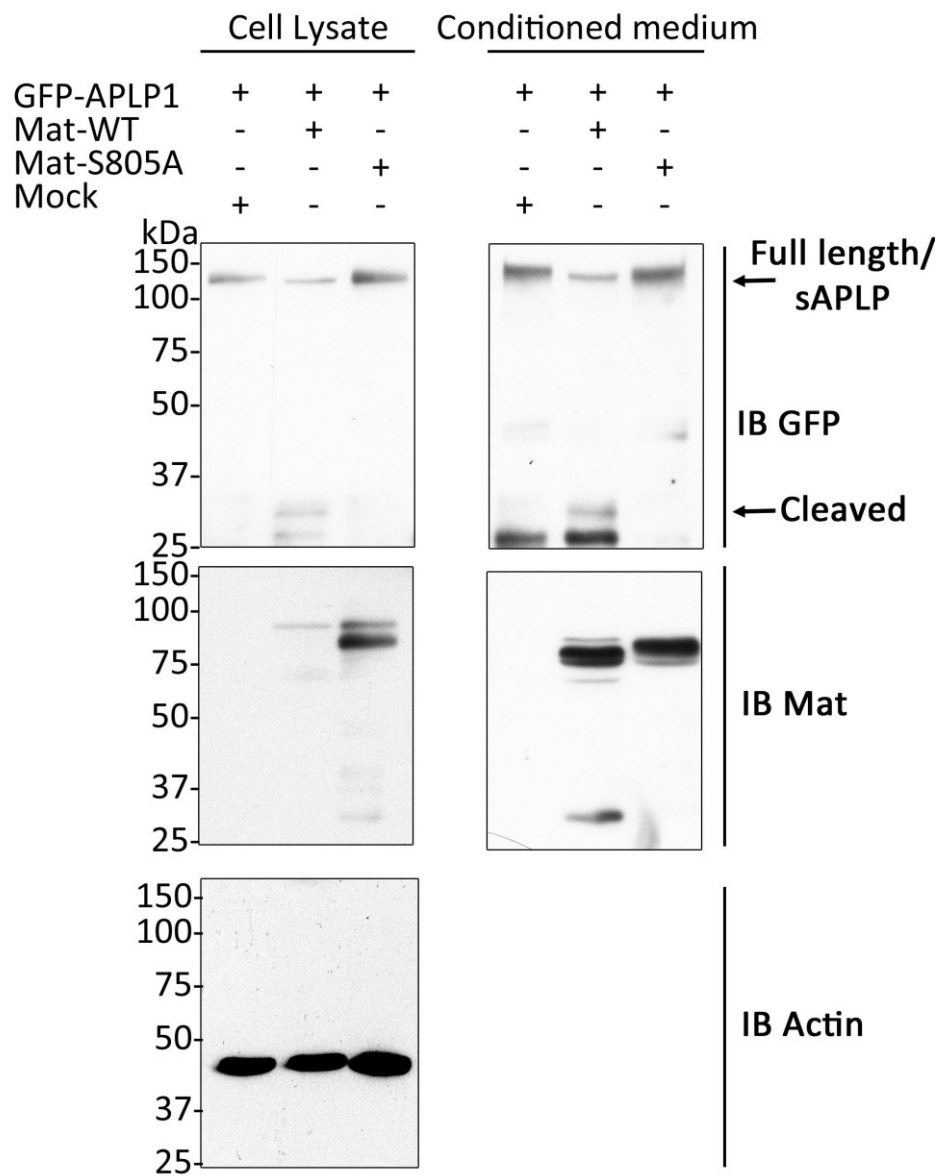 Cell Lysate Conditioned medium
GFP-APLP1 + + + + + +
Mat-WT - + - - + -
Mat-S805A - - + - - +
Mock + - - + - -
kDa
150-
100-
75-
50-
37-
25-
Full length/
sAPLP
IB GFP
Cleaved
150-
100-
75-
50-
37-
25-
IB Mat
150-
100-
75-
50-
37-
25-
IB Actin